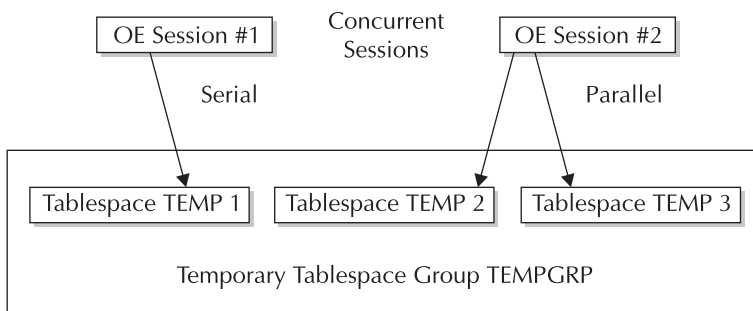 OE Session #1
Concurrent
Sessions
OE Session #2
Serial
Parallel
Tablespace TEMP 1
Tablespace TEMP 2
Tablespace TEMP 3
Temporary Tablespace Group TEMPGRP